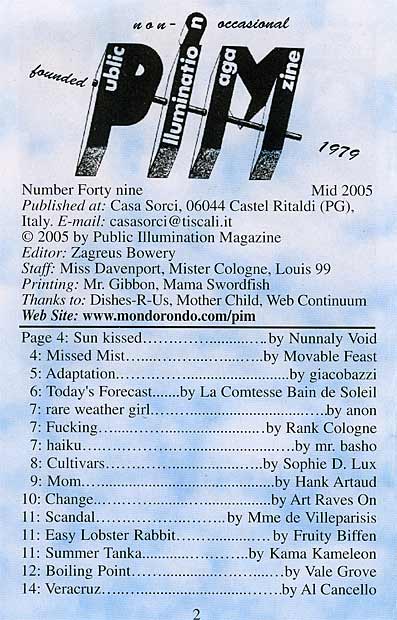 non- occasional
founded
Public Illumination Magazine
PIM
1979
Number Forty nine Mid 2005
Published at: Casa Sorci, 06044 Castel Ritaldi (PG),
Italy. E-mail: casasorci@tiscali.it
© 2005 by Public Illumination Magazine
Editor: Zagreus Bowery
Staff: Miss Davenport, Mister Cologne, Louis 99
Printing: Mr. Gibbon, Mama Swordfish
Thanks to: Dishes-R-Us, Mother Child, Web Continuum
Web Site: www.mondorondo.com/pim
Page 4: Sun kissed.......................by Nunnaly Void
4: Missed Mist.......................by Movable Feast
5: Adaptation.................................by giacobazzi
6: Today's Forecast.......by La Comtesse Bain de Soleil
7: rare weather girl...............................by anon
7: Fucking.................................by Rank Cologne
7: haiku.......................................by mr. basho
8: Cultivars..............................by Sophie D. Lux
9: Mom......................................by Hank Artaud
10: Change..............................by Art Raves On
11: Scandal.......................by Mme de Villeparisis
11: Easy Lobster Rabbit..............by Fruity Biffen
11: Summer Tanka................by Kama Kameleon
12: Boiling Point..........................by Vale Grove
14: Veracruz..............................by Al Cancello
2